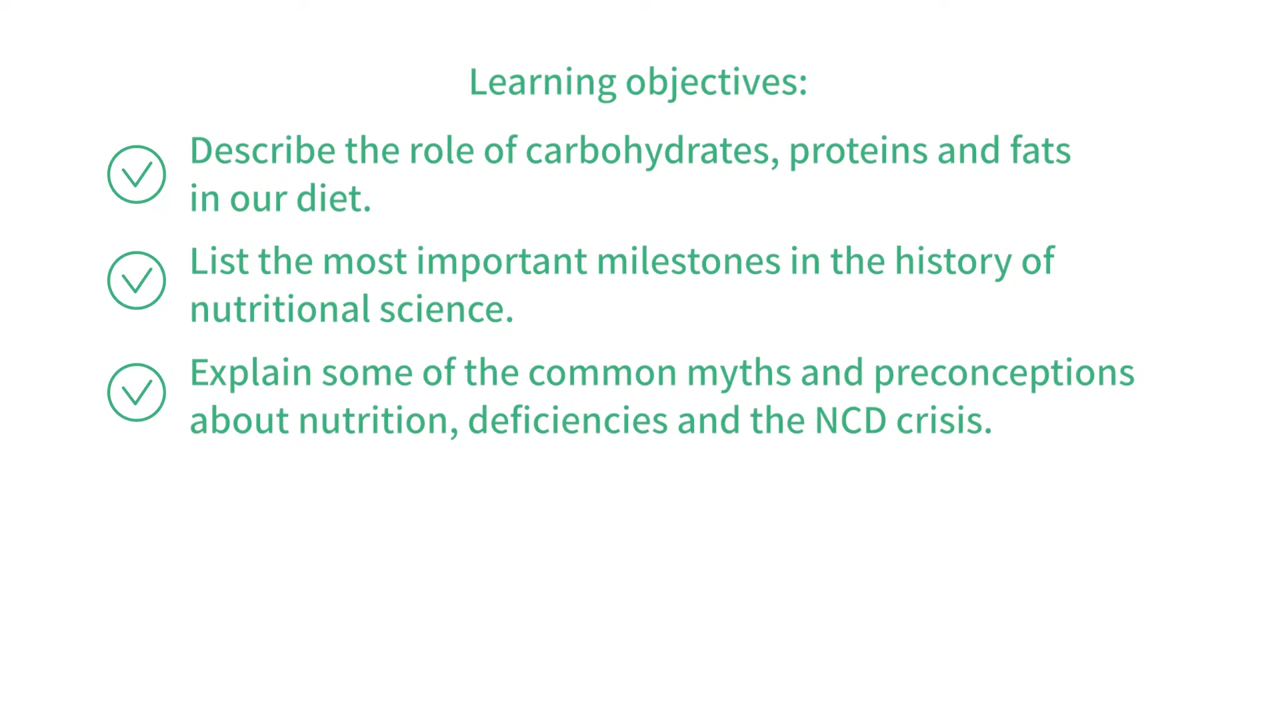 Learning objectives:
Describe the role of carbohydrates, proteins and fats
in our diet.
List the most important milestones in the history of
nutritional science.
Explain some of the common myths and preconceptions
about nutrition, deficiencies and the NCD crisis.